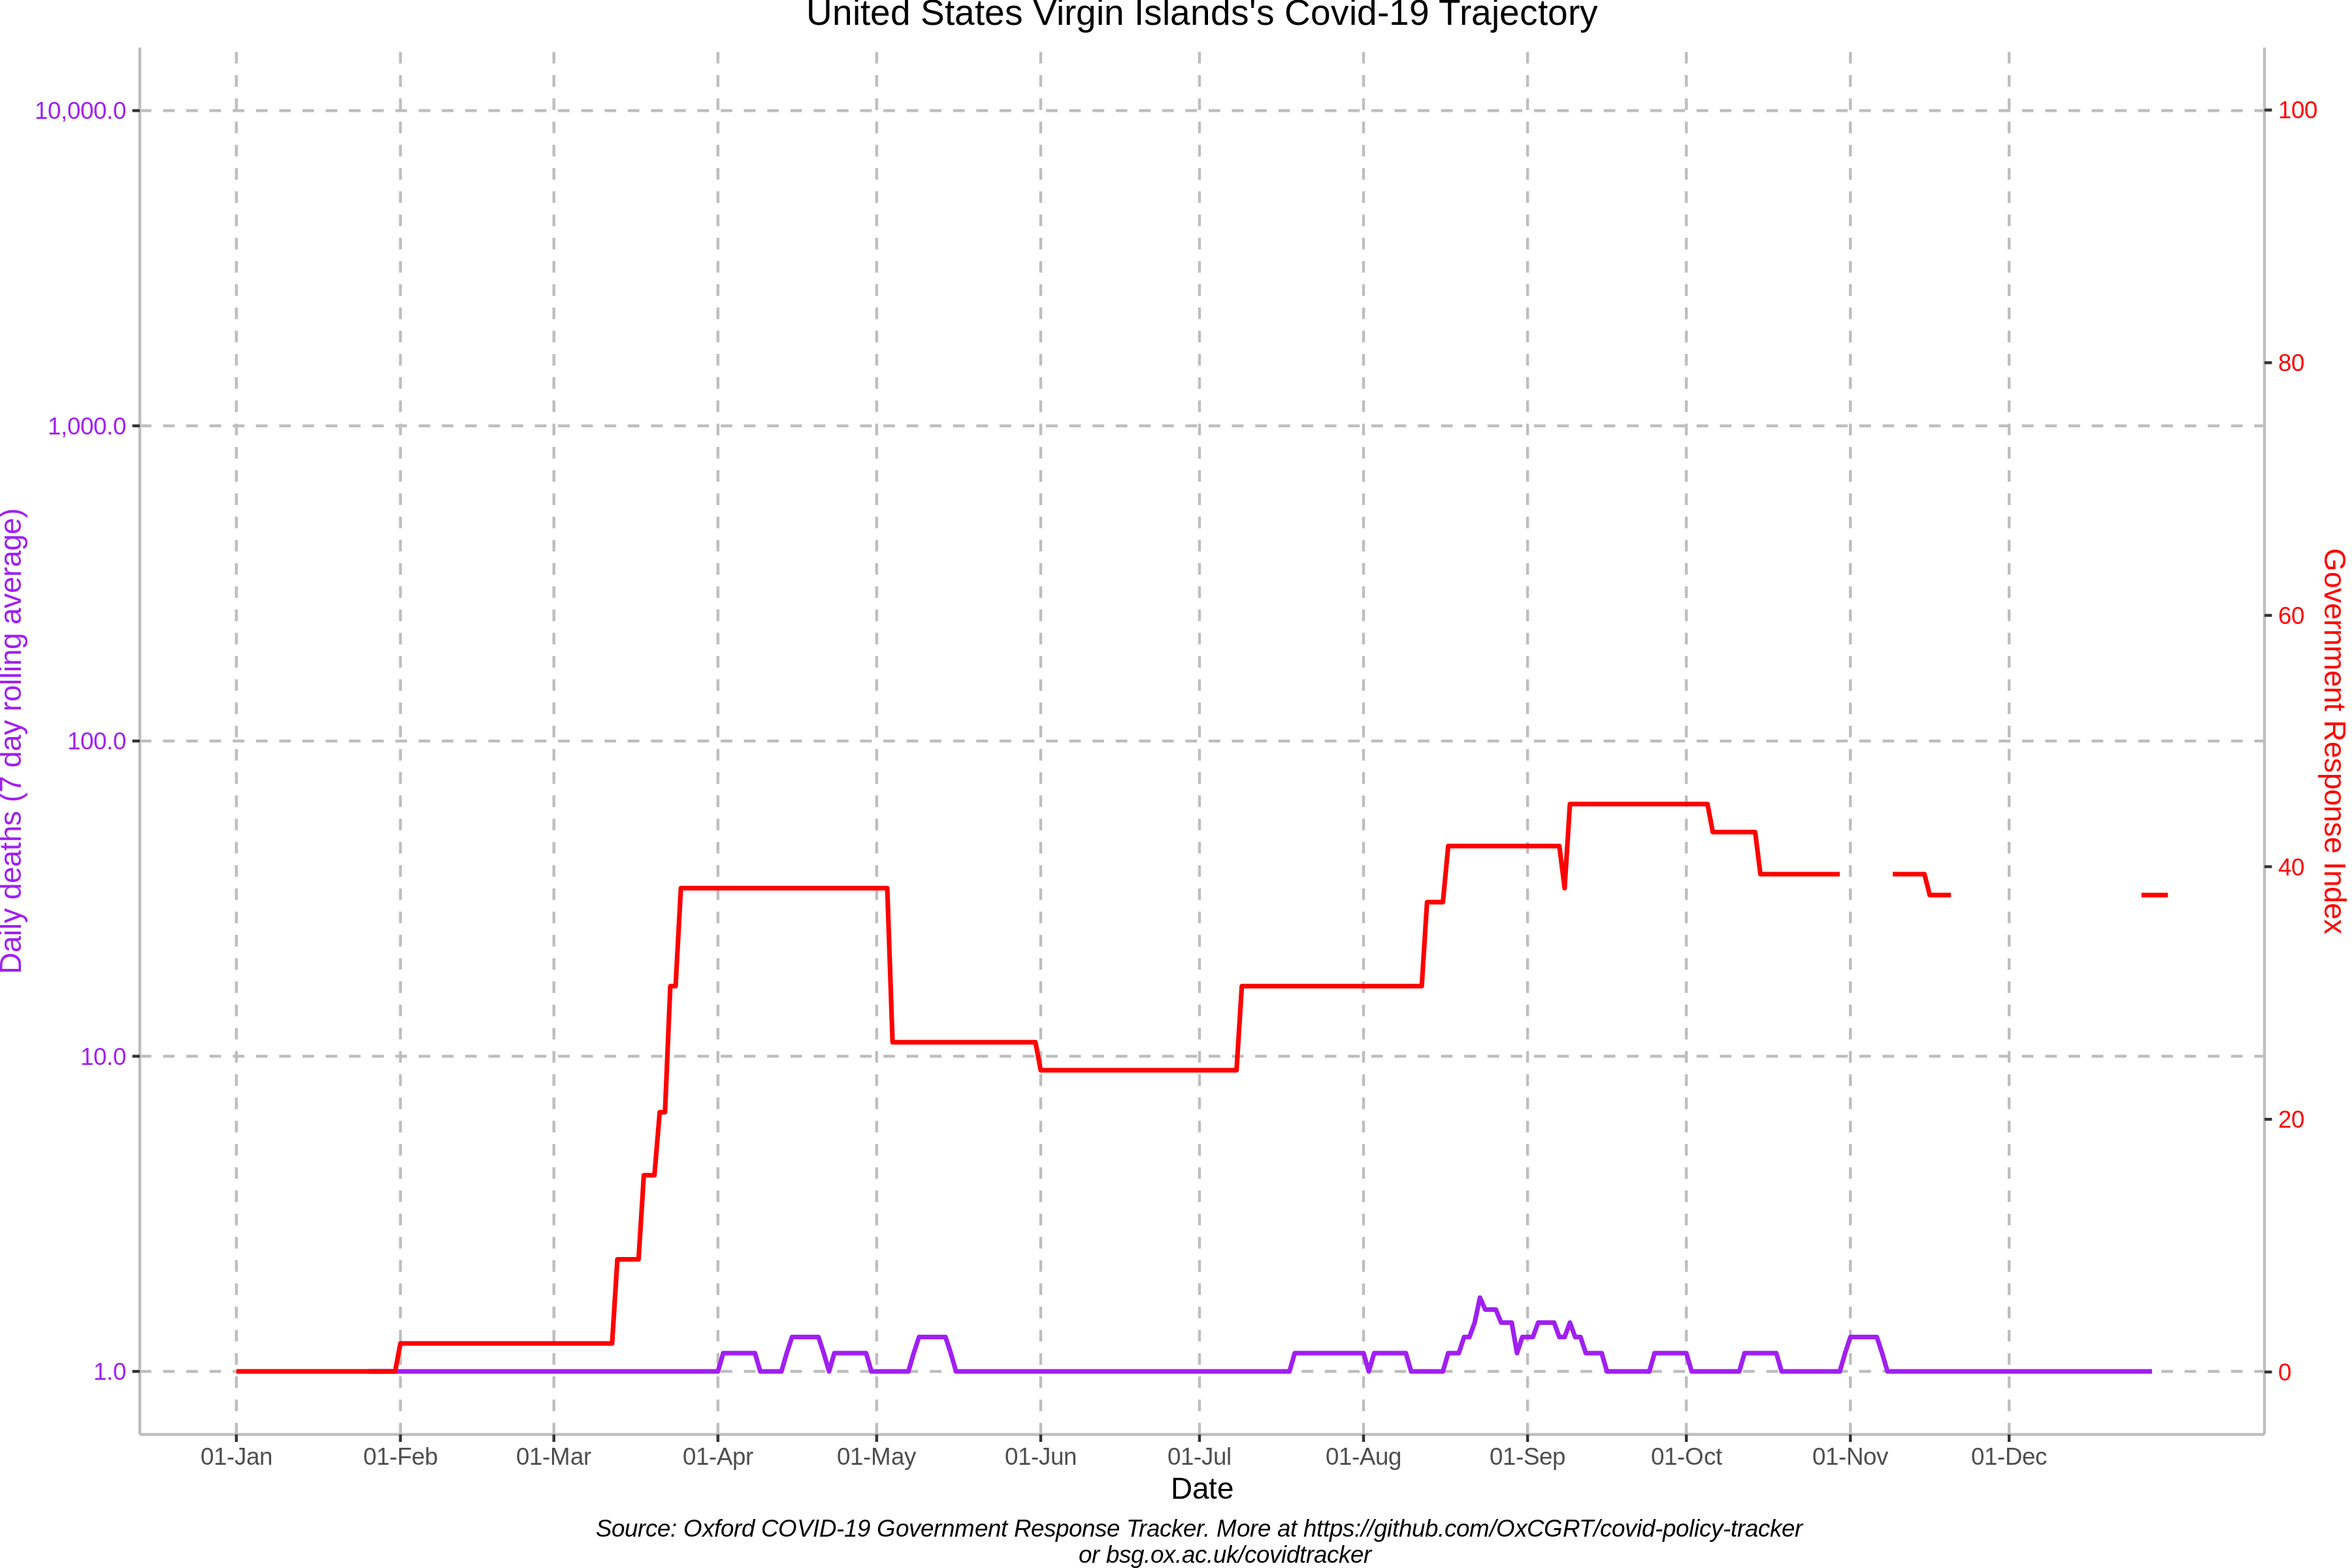 United States Virgin Islands's Covid-19 Trajectory
Daily deaths (7 day rolling average)
10,000.0
1,000.0
100.0
10.0
1.0
100
80
60
40
20
0
Government Response Index
01-Jan 01-Feb 01-Mar 01-Apr 01-May 01-Jun 01-Jul 01-Aug 01-Sep 01-Oct 01-Nov 01-Dec
Date
Source: Oxford COVID-19 Government Response Tracker. More at https://github.com/OxCGRT/covid-policy-tracker
or bsg.ox.ac.uk/covidtracker